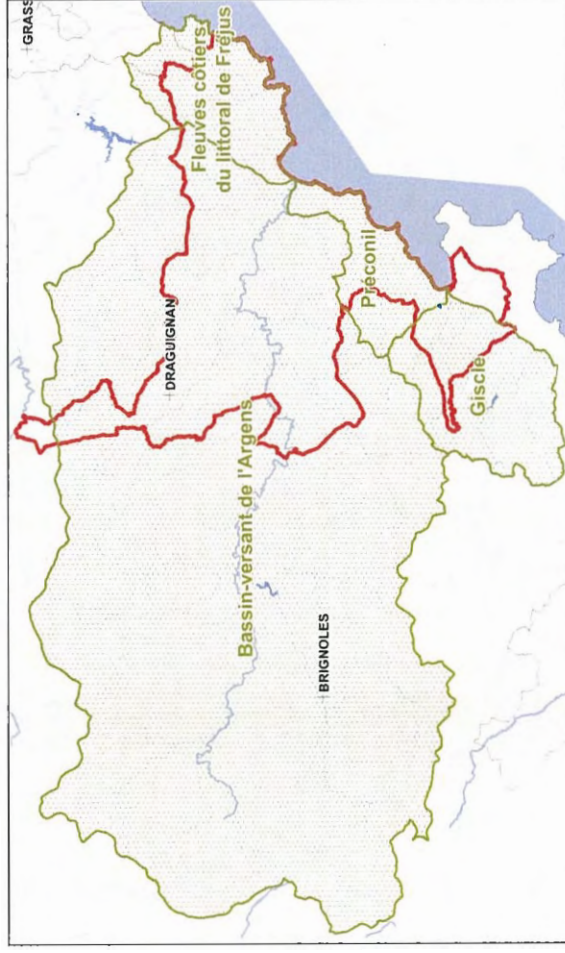 GRASS
Fleuves côtiers
du littoral de Fréjus
DRAGUIGNAN
Préconil
Bassin-versant de l'Argens
Giscle
BRIGNOLES